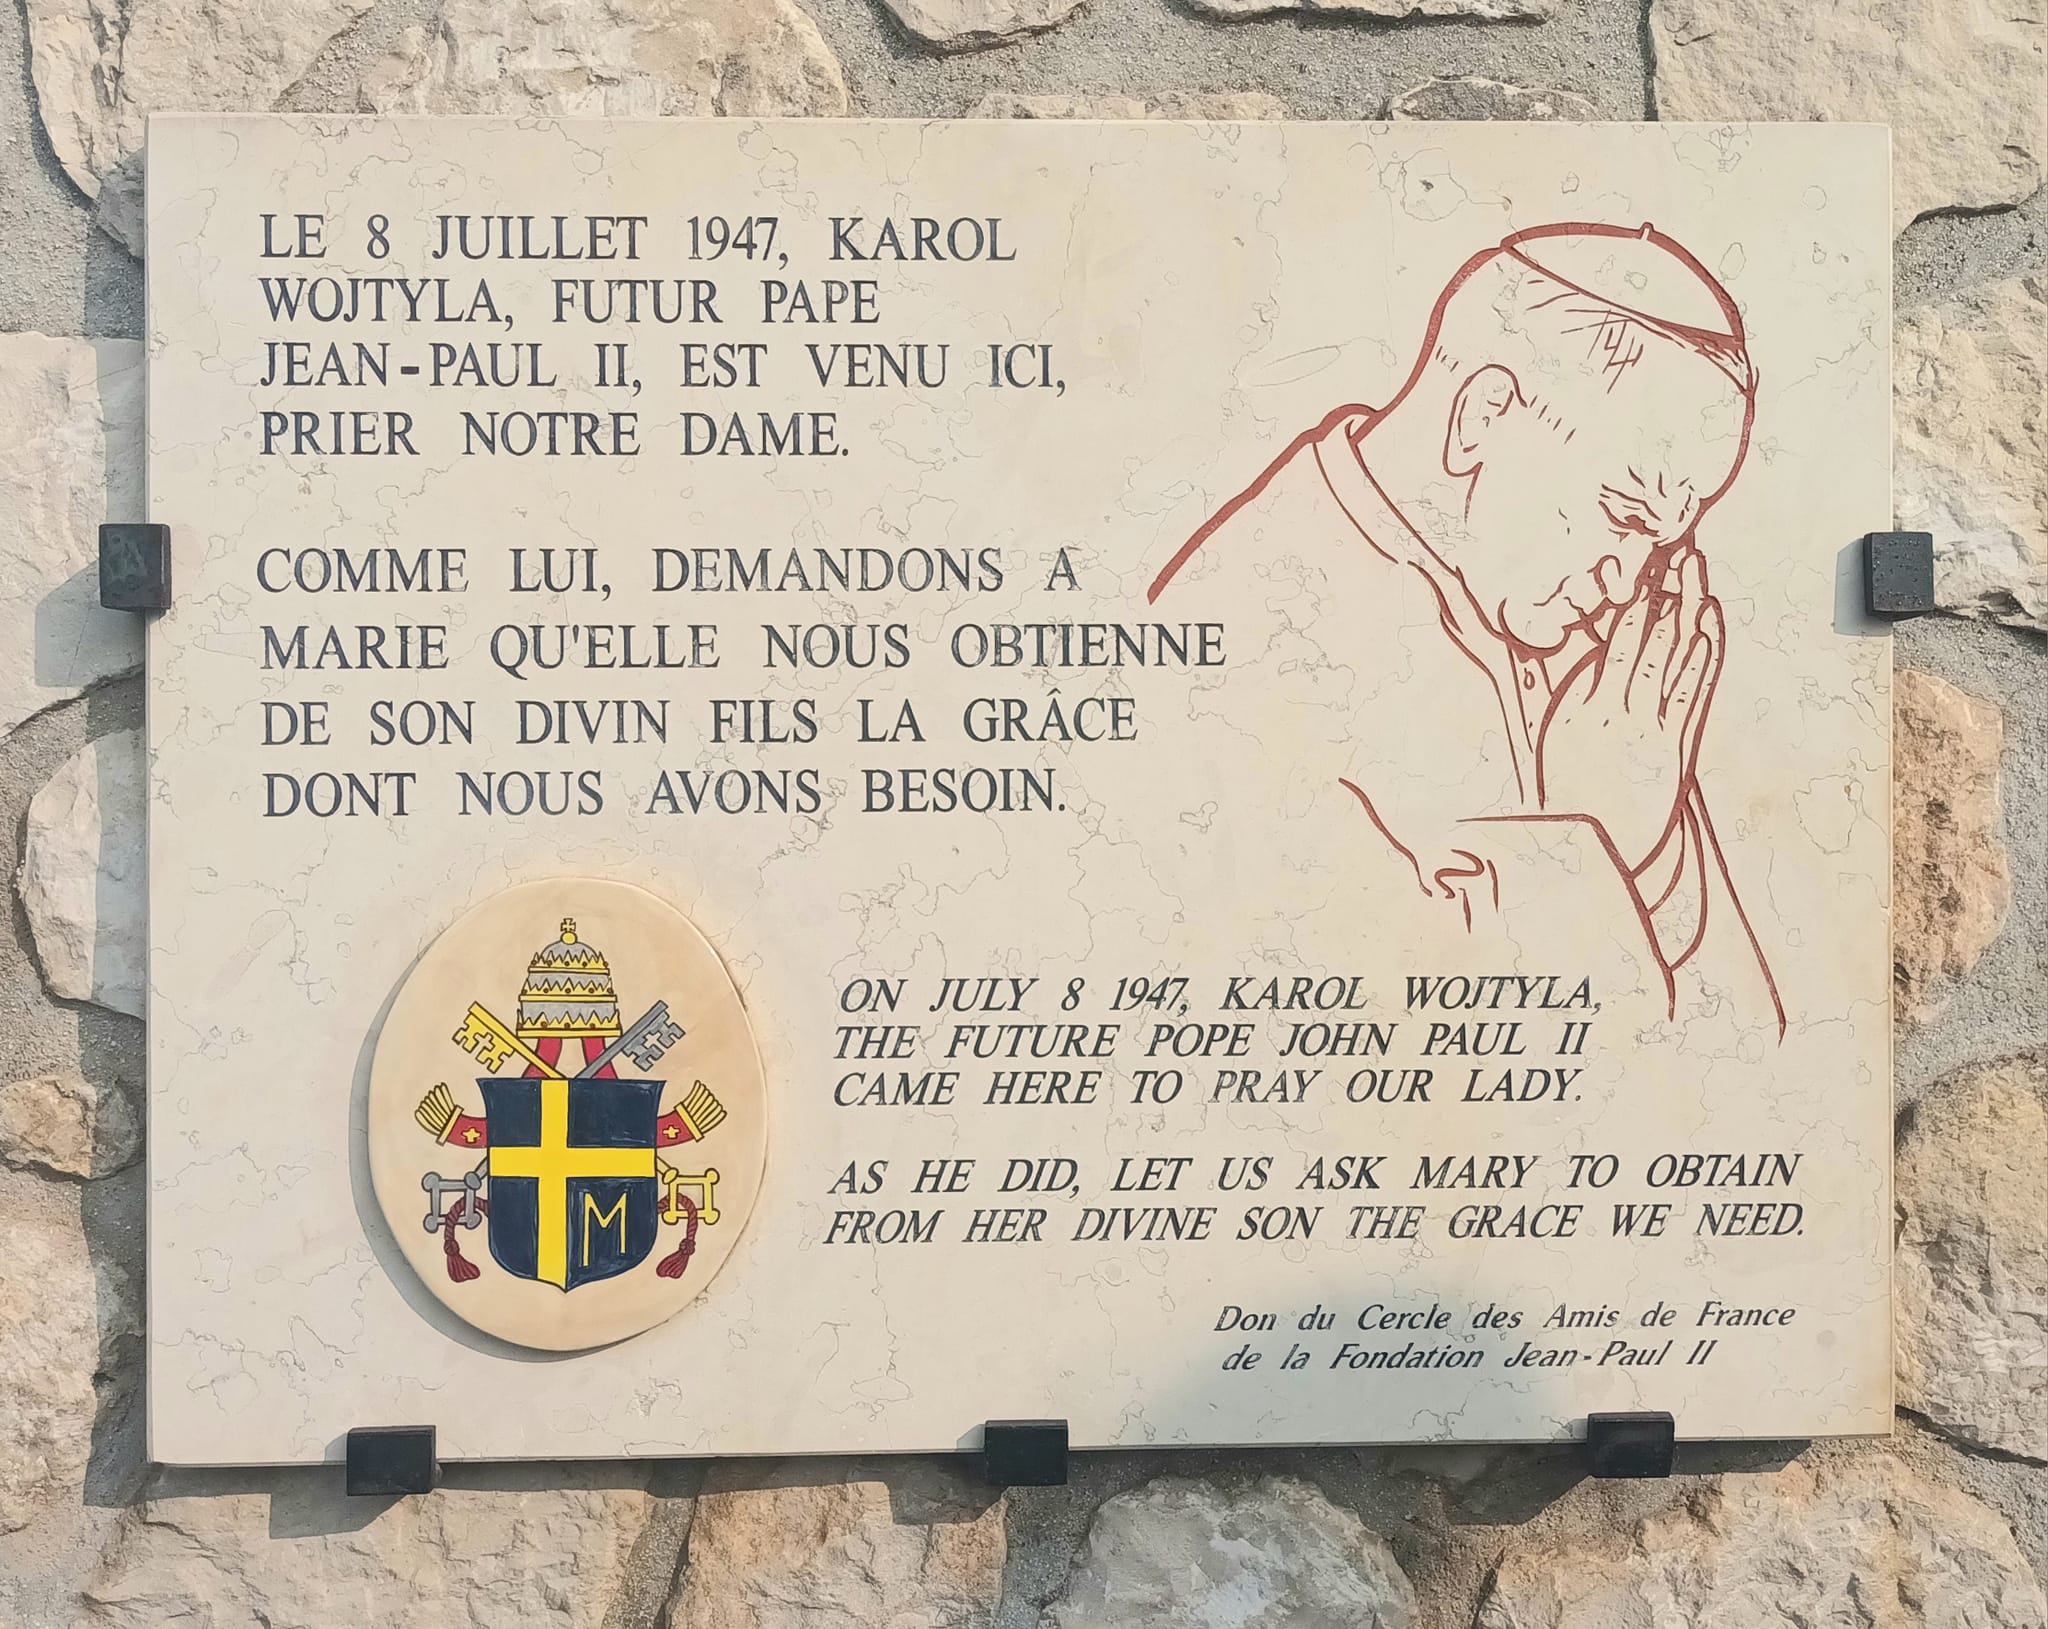 LE 8 JUILLET 1947, KAROL
WOJTYLA, FUTUR PAPE
JEAN-PAUL II, EST VENU ICI,
PRIER NOTRE DAME.
COMME LUI, DEMANDONS A
MARIE QU'ELLE NOUS OBTIENNE
DE SON DIVIN FILS LA GRÂCE
DONT NOUS AVONS BESOIN.
M
ON JULY 8 1947, KAROL WOJTYLA,
THE FUTURE POPE JOHN PAUL II
CAME HERE TO PRAY OUR LADY.
AS HE DID, LET US ASK MARY TO OBTAIN
FROM HER DIVINE SON THE GRACE WE NEED.
Don du Cercle des Amis de France
de la Fondation Jean-Paul II